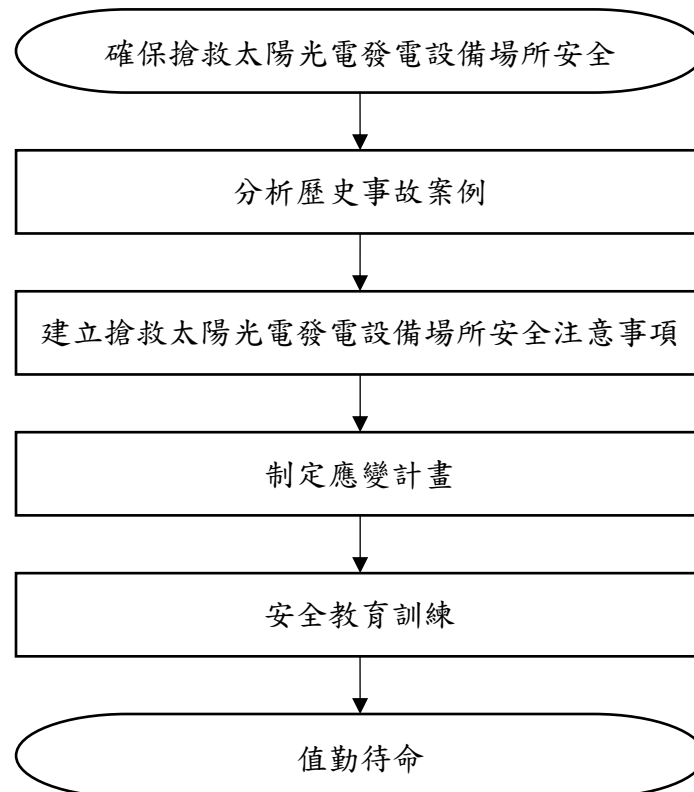 確保搶救太陽光電發電設備場所安全
分析歷史事故案例
建立搶救太陽光電發電設備場所安全注意事項
制定應變計畫
安全教育訓練
值勤待命